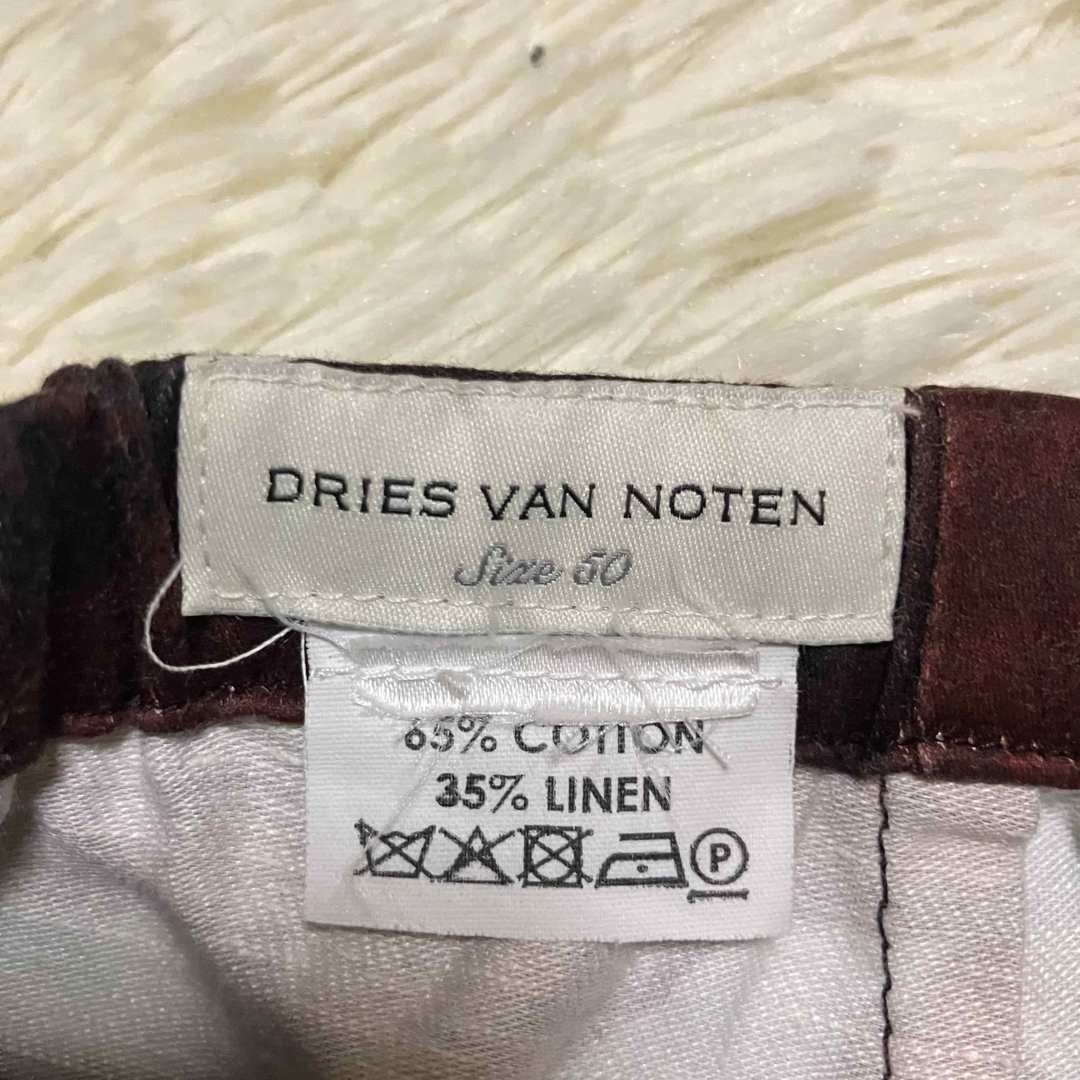 DRIES VAN NOTEN
Size 50
65% COTTON
35% LINEN
P